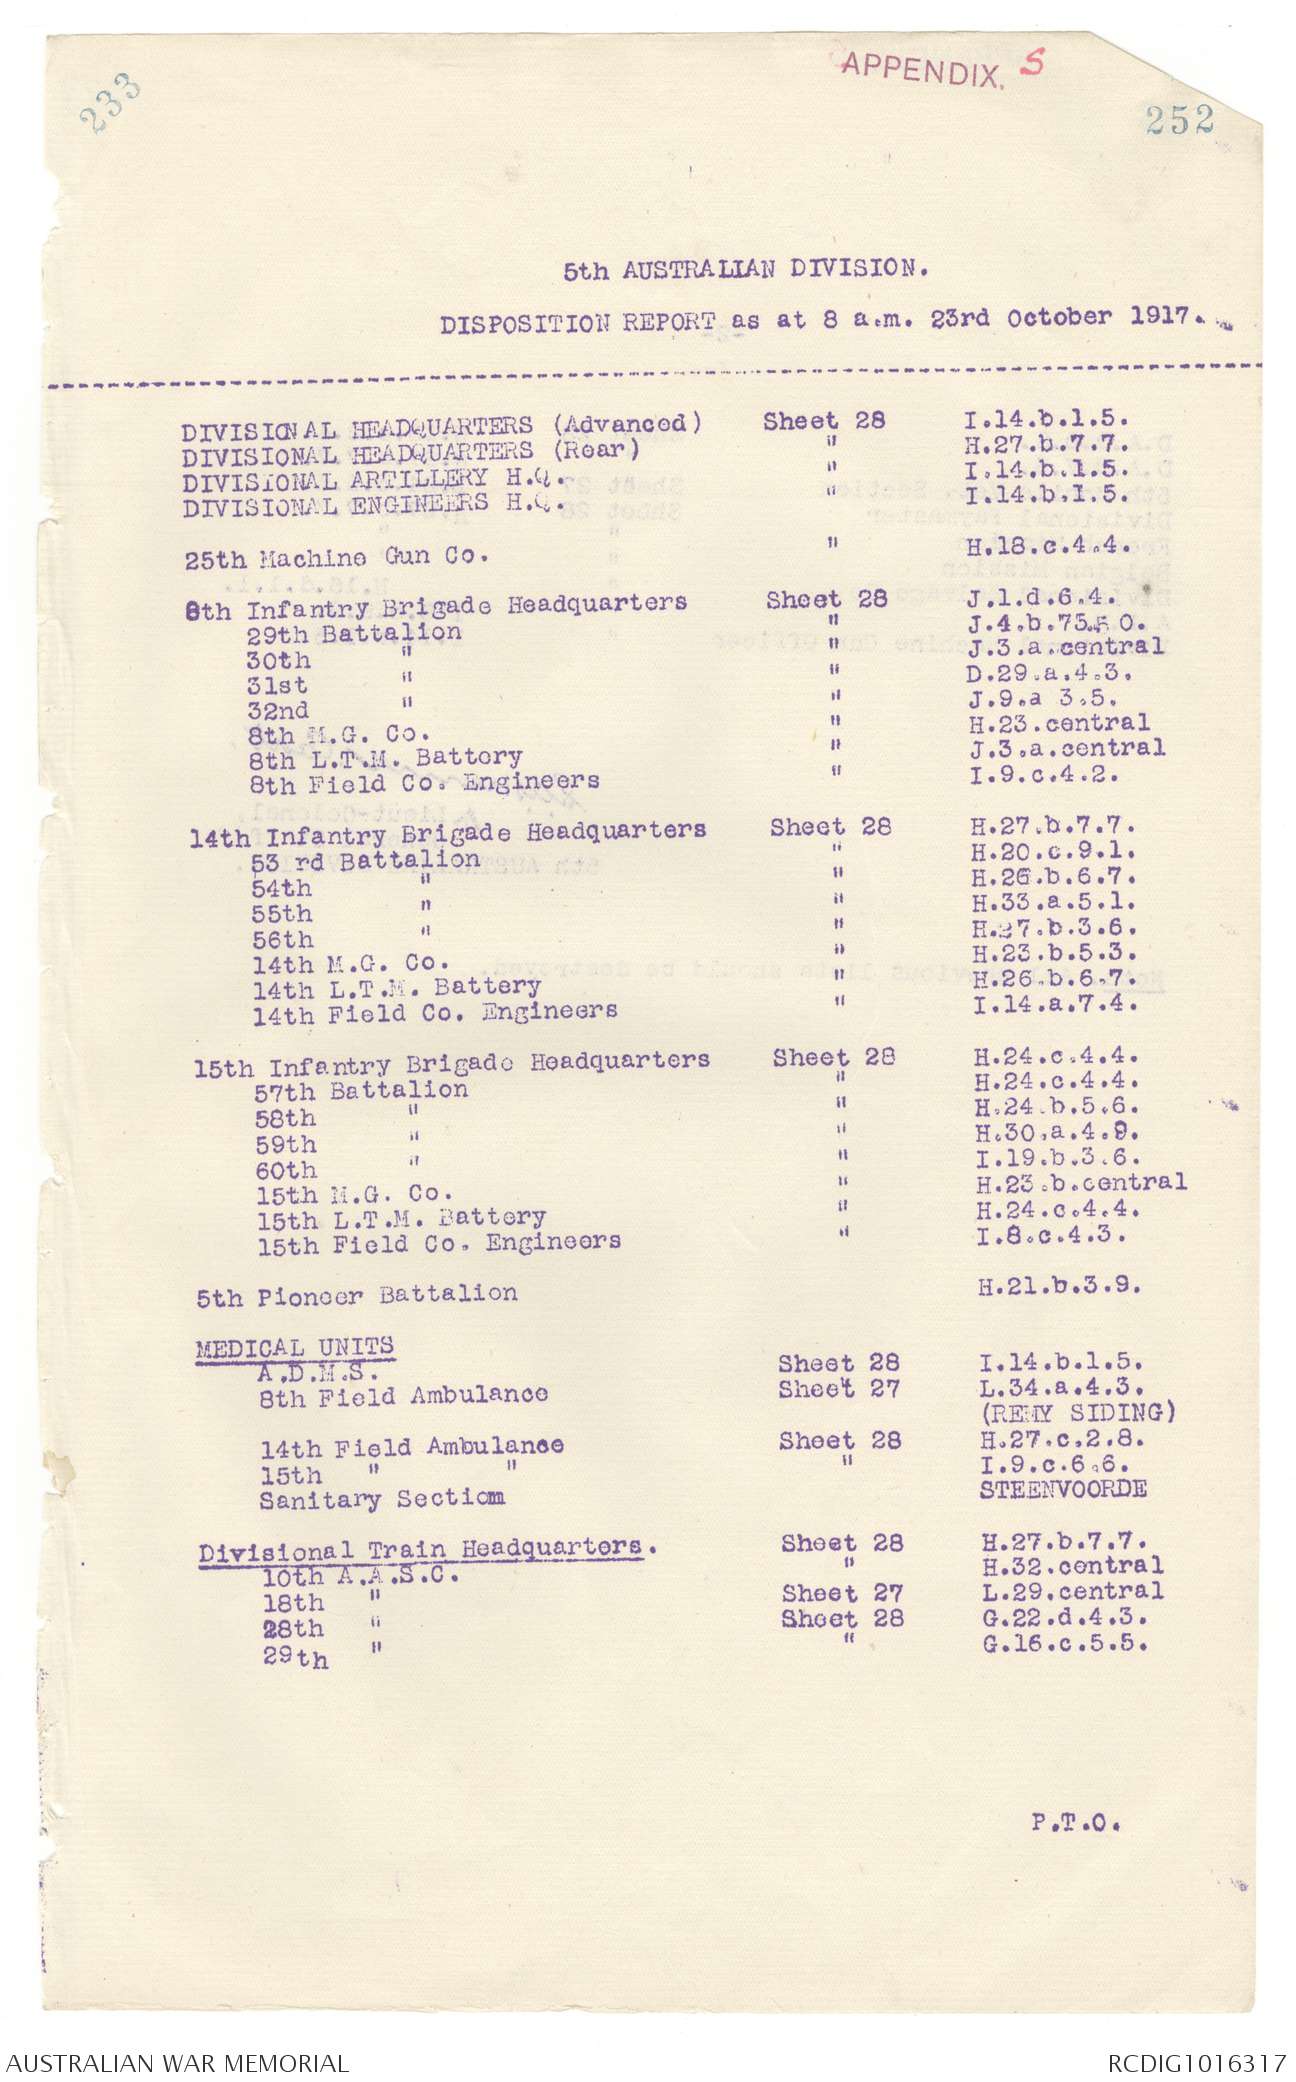 233
APPENDIX. S
252
5th AUSTRALIAN DIVISION.
DISPOSITION REPORT as at 8 a.m. 23rd October 1917.
DIVISIONAL HEADQUARTERS (Advanced) Sheet 28 I.14.b.1.5.
DIVISIONAL HEADQUARTERS (Rear) " H.27.b.7.7.
DIVISIONAL ARTILLERY H.Q. " I.14.b.1.5.
DIVISIONAL ENGINEERS H.Q. " I.14.b.1.5.
25th Machine Gun Co. " H.18.c.4.4.
8th Infantry Brigade Headquarters Sheet 28 J.1.d.6.4.
29th Battalion " J.4.b.75.50.
30th " " J.3.a.central
31st " " D.29.a.4.3.
32nd " " J.9.a 3.5.
8th M.G. Co. " H.23.central
8th L.T.M. Battery " J.3.a.central
8th Field Co. Engineers " I.9.c.4.2.
14th Infantry Brigade Headquarters Sheet 28 H.27.b.7.7.
53 rd Battalion " H.20.c.9.1.
54th " " H.26.b.6.7.
55th " " H.33.a.5.1.
56th " " H.27.b.3.6.
14th M.G. Co. " H.23.b.5.3.
14th L.T.M. Battery " H.26.b.6.7.
14th Field Co. Engineers " I.14.a.7.4.
15th Infantry Brigade Headquarters Sheet 28 H.24.c.4.4.
57th Battalion " H.24.c.4.4.
58th " " H.24.b.5.6.
59th " " H.30.a.4.9.
60th " " I.19.b.3.6.
15th M.G. Co. " H.23.b.central
15th L.T.M. Battery " H.24.c.4.4.
15th Field Co. Engineers " I.8.c.4.3.
5th Pioneer Battalion H.21.b.3.9.
MEDICAL UNITS
A.D.M.S. Sheet 28 I.14.b.1.5.
8th Field Ambulance Sheet 27 L.34.a.4.3.
(REMY SIDING)
14th Field Ambulance Sheet 28 H.27.c.2.8.
15th " " " I.9.c.6.6.
Sanitary Section STEENVOORDE
Divisional Train Headquarters. Sheet 28 H.27.b.7.7.
10th A.A.S.C. " H.32.central
18th " Sheet 27 L.29.central
28th " Sheet 28 G.22.d.4.3.
29th " " G.16.c.5.5.
P.T.O.
AUSTRALIAN WAR MEMORIAL RCDIG1016317